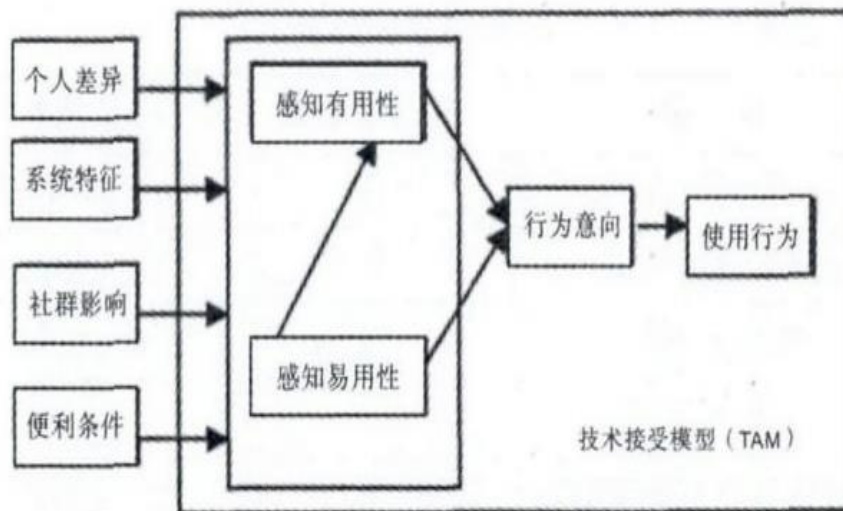 个人差异
感知有用性
系统特征
行为意向
使用行为
社群影响
感知易用性
便利条件
技术接受模型（TAM）